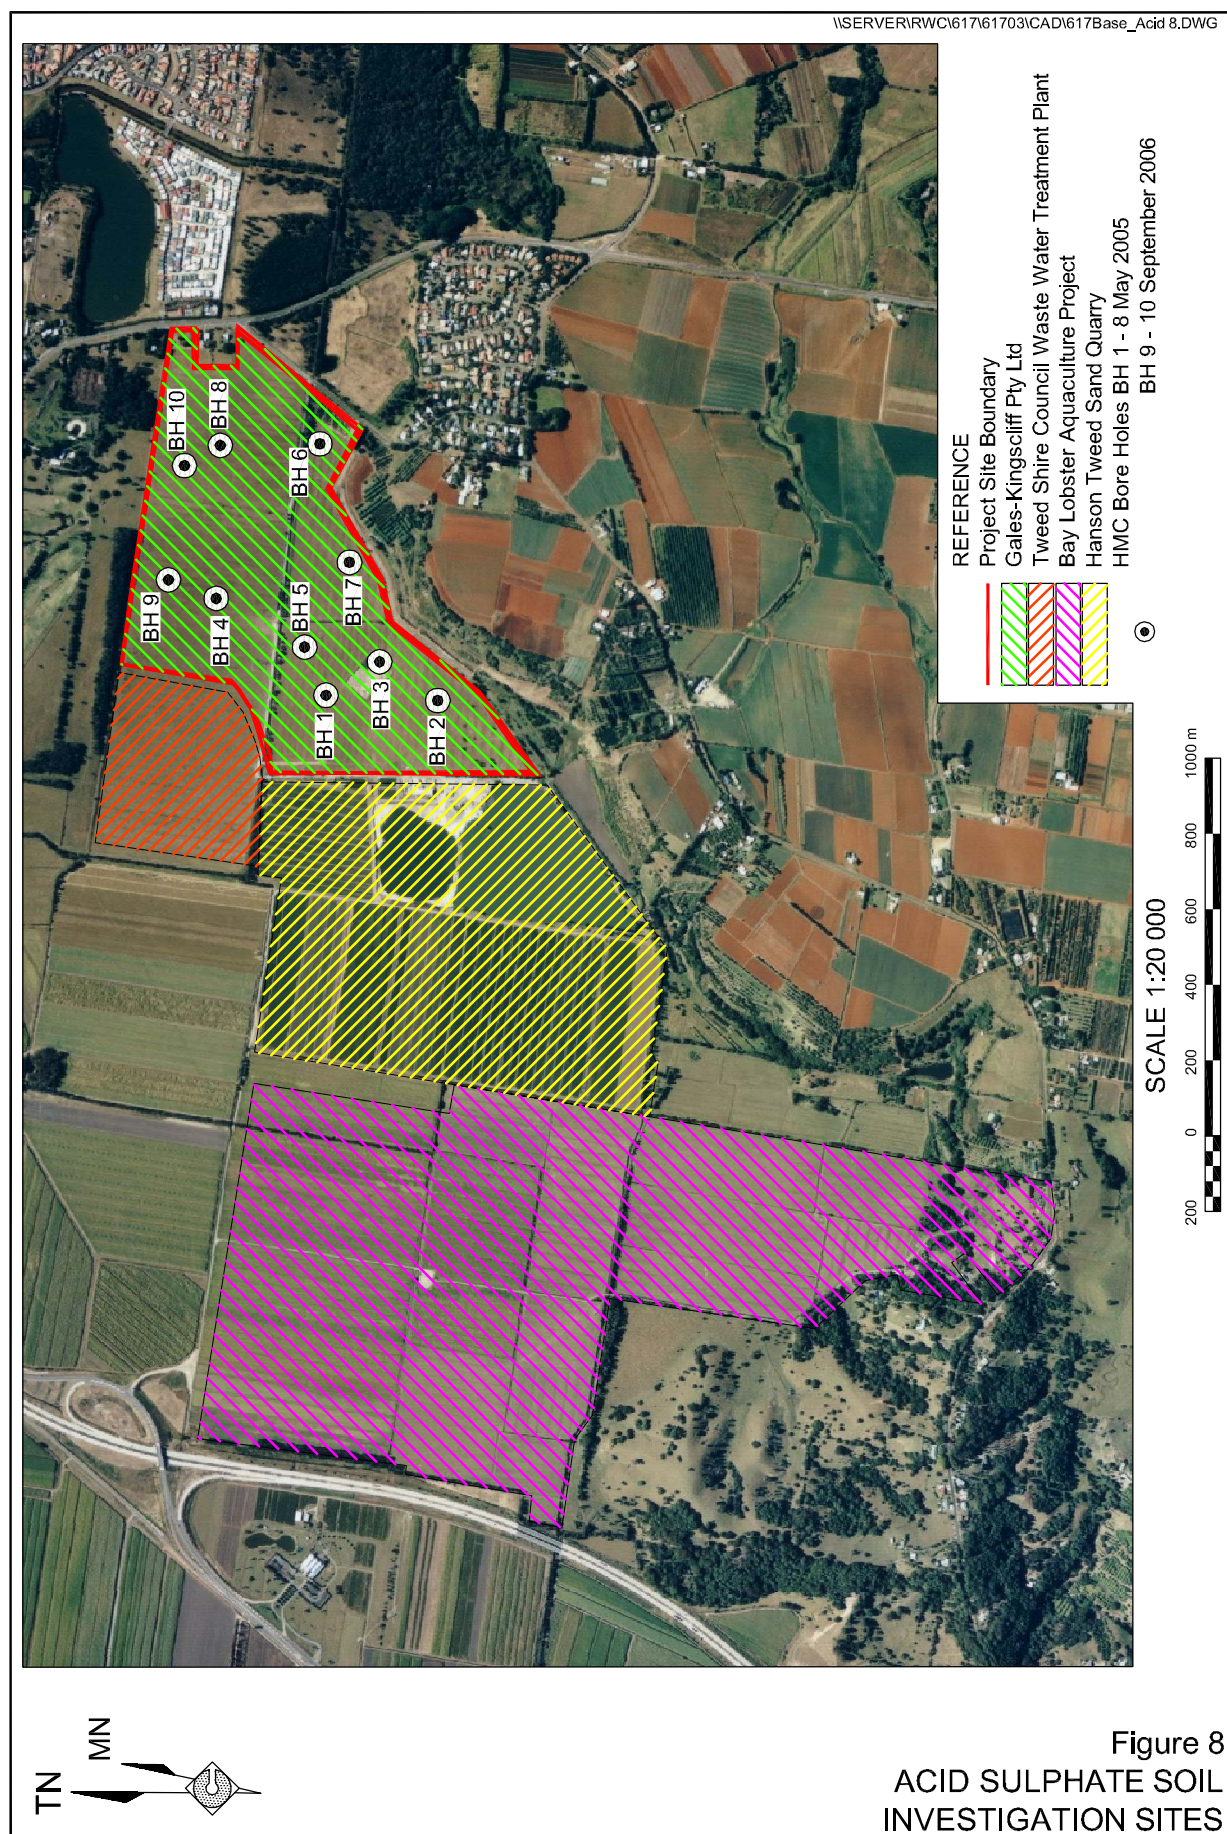 \\SERVER\RWC\617\61703\CAD\617Base_Acid 8.DWG
BH 10
BH 8
BH 9
BH 4
BH 6
BH 5
BH 7
BH 1
BH 3
BH 2
REFERENCE
Project Site Boundary
Gales-Kingscliff Pty Ltd
Tweed Shire Council Waste Water Treatment Plant
Bay Lobster Aquaculture Project
Hanson Tweed Sand Quarry
HMC Bore Holes BH 1 - 8 May 2005
BH 9 - 10 September 2006
SCALE 1:20 000
200 0 200 400 600 800 1000 m
TN
MN
Figure 8
ACID SULPHATE SOIL
INVESTIGATION SITES